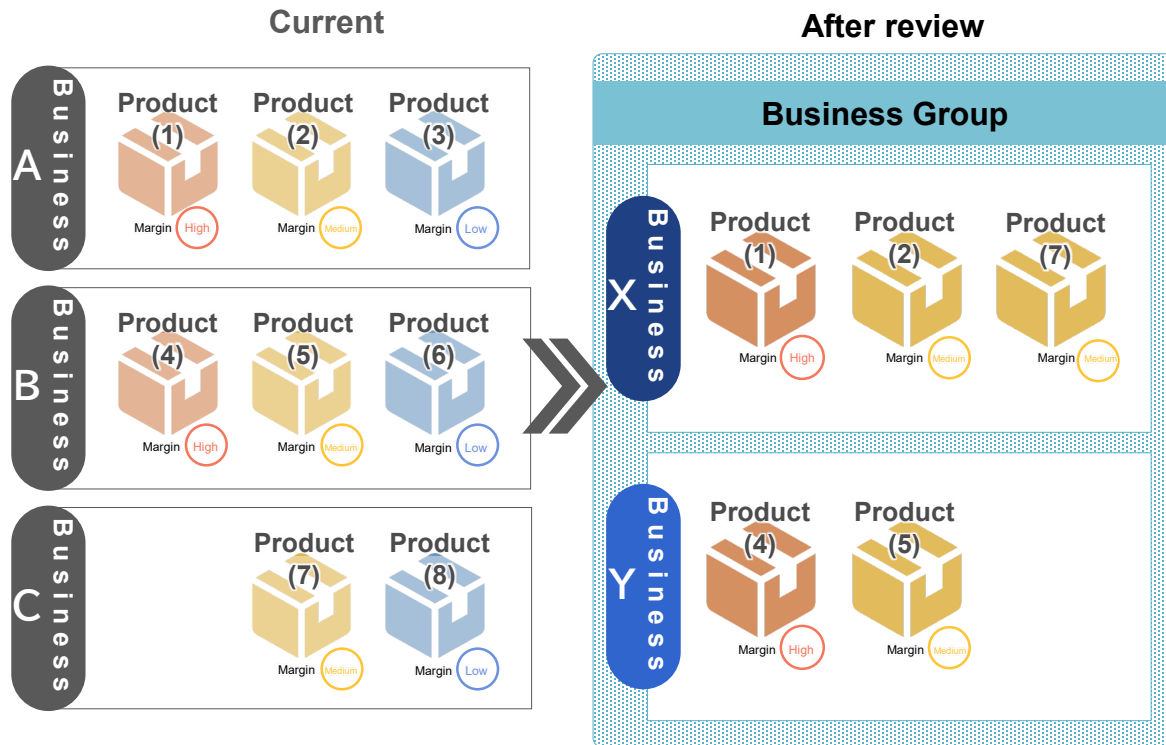 Current
After review
A Business
Product
(1)
Margin High
Product
(2)
Margin Medium
Product
(3)
Margin Low
B Business
Product
(4)
Margin High
Product
(5)
Margin Medium
Product
(6)
Margin Low
C Business
Product
(7)
Margin Medium
Product
(8)
Margin Low
Business Group
X Business
Product
(1)
Margin High
Product
(2)
Margin Medium
Product
(7)
Margin Medium
Y Business
Product
(4)
Margin High
Product
(5)
Margin Medium